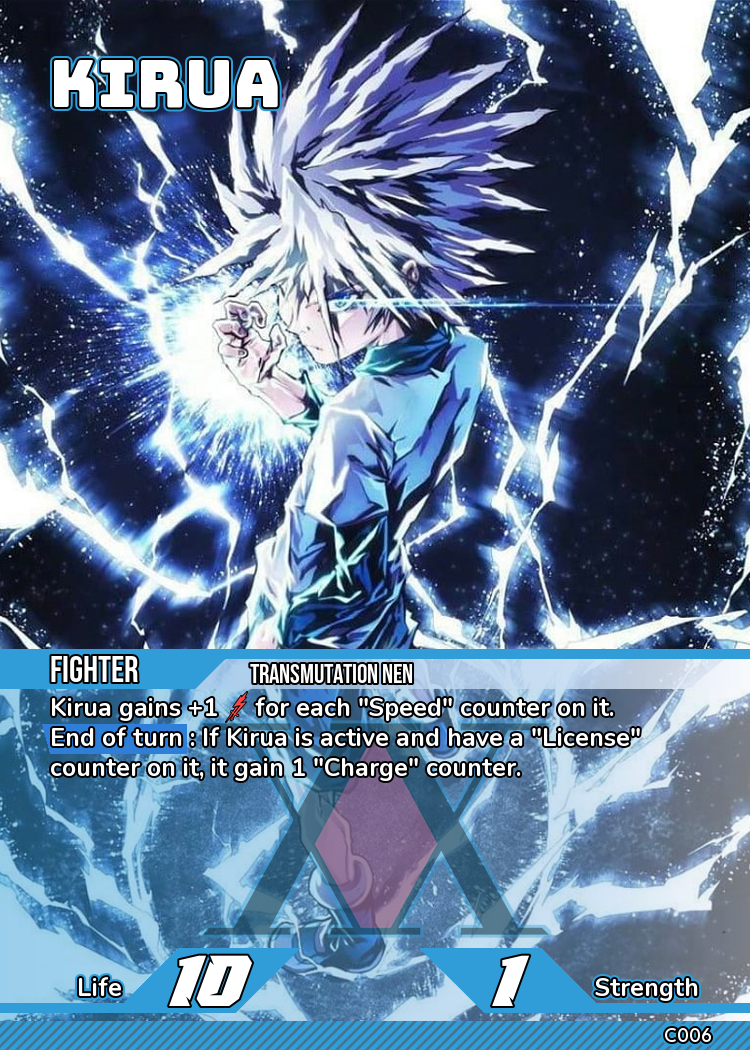 KIRUA
FIGHTER
TRANSMUTATION NEN
Kirua gains +1 for each "Speed" counter on it.
End of turn : If Kirua is active and have a "License"
counter on it, it gain 1 "Charge" counter.
Life 10 1 Strength
C006